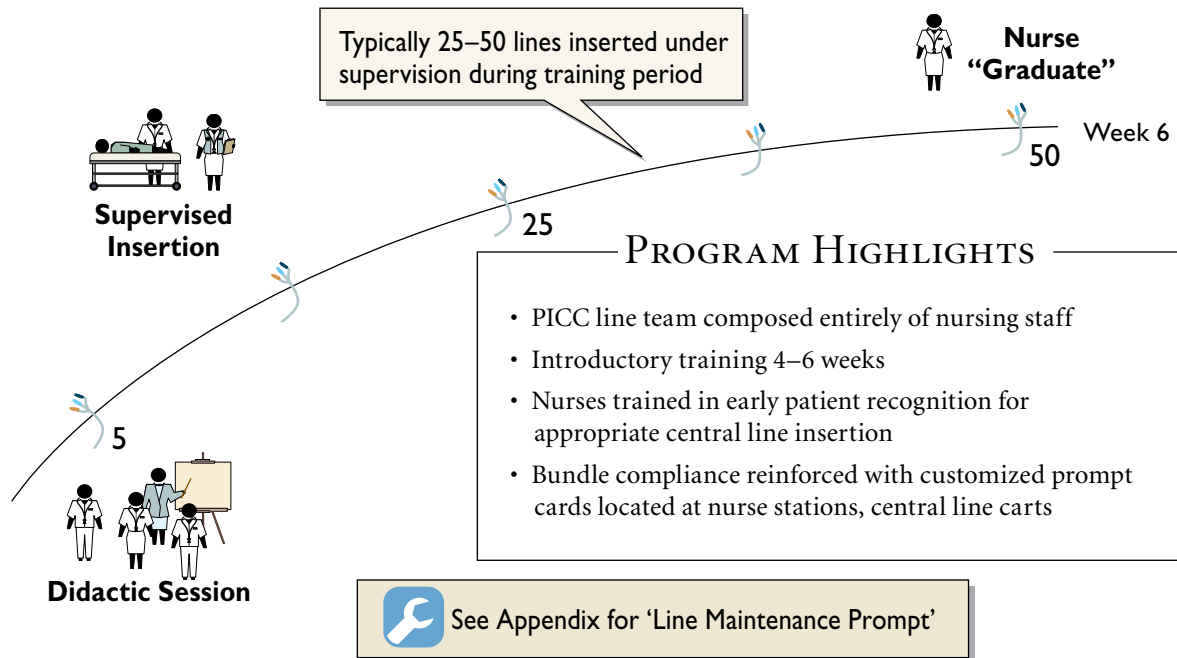 Typically 25–50 lines inserted under
supervision during training period
Nurse
“Graduate”
Week 6
50
Supervised
Insertion
25
PROGRAM HIGHLIGHTS
• PICC line team composed entirely of nursing staff
• Introductory training 4–6 weeks
• Nurses trained in early patient recognition for
appropriate central line insertion
• Bundle compliance reinforced with customized prompt
cards located at nurse stations, central line carts
5
Didactic Session
See Appendix for ‘Line Maintenance Prompt’